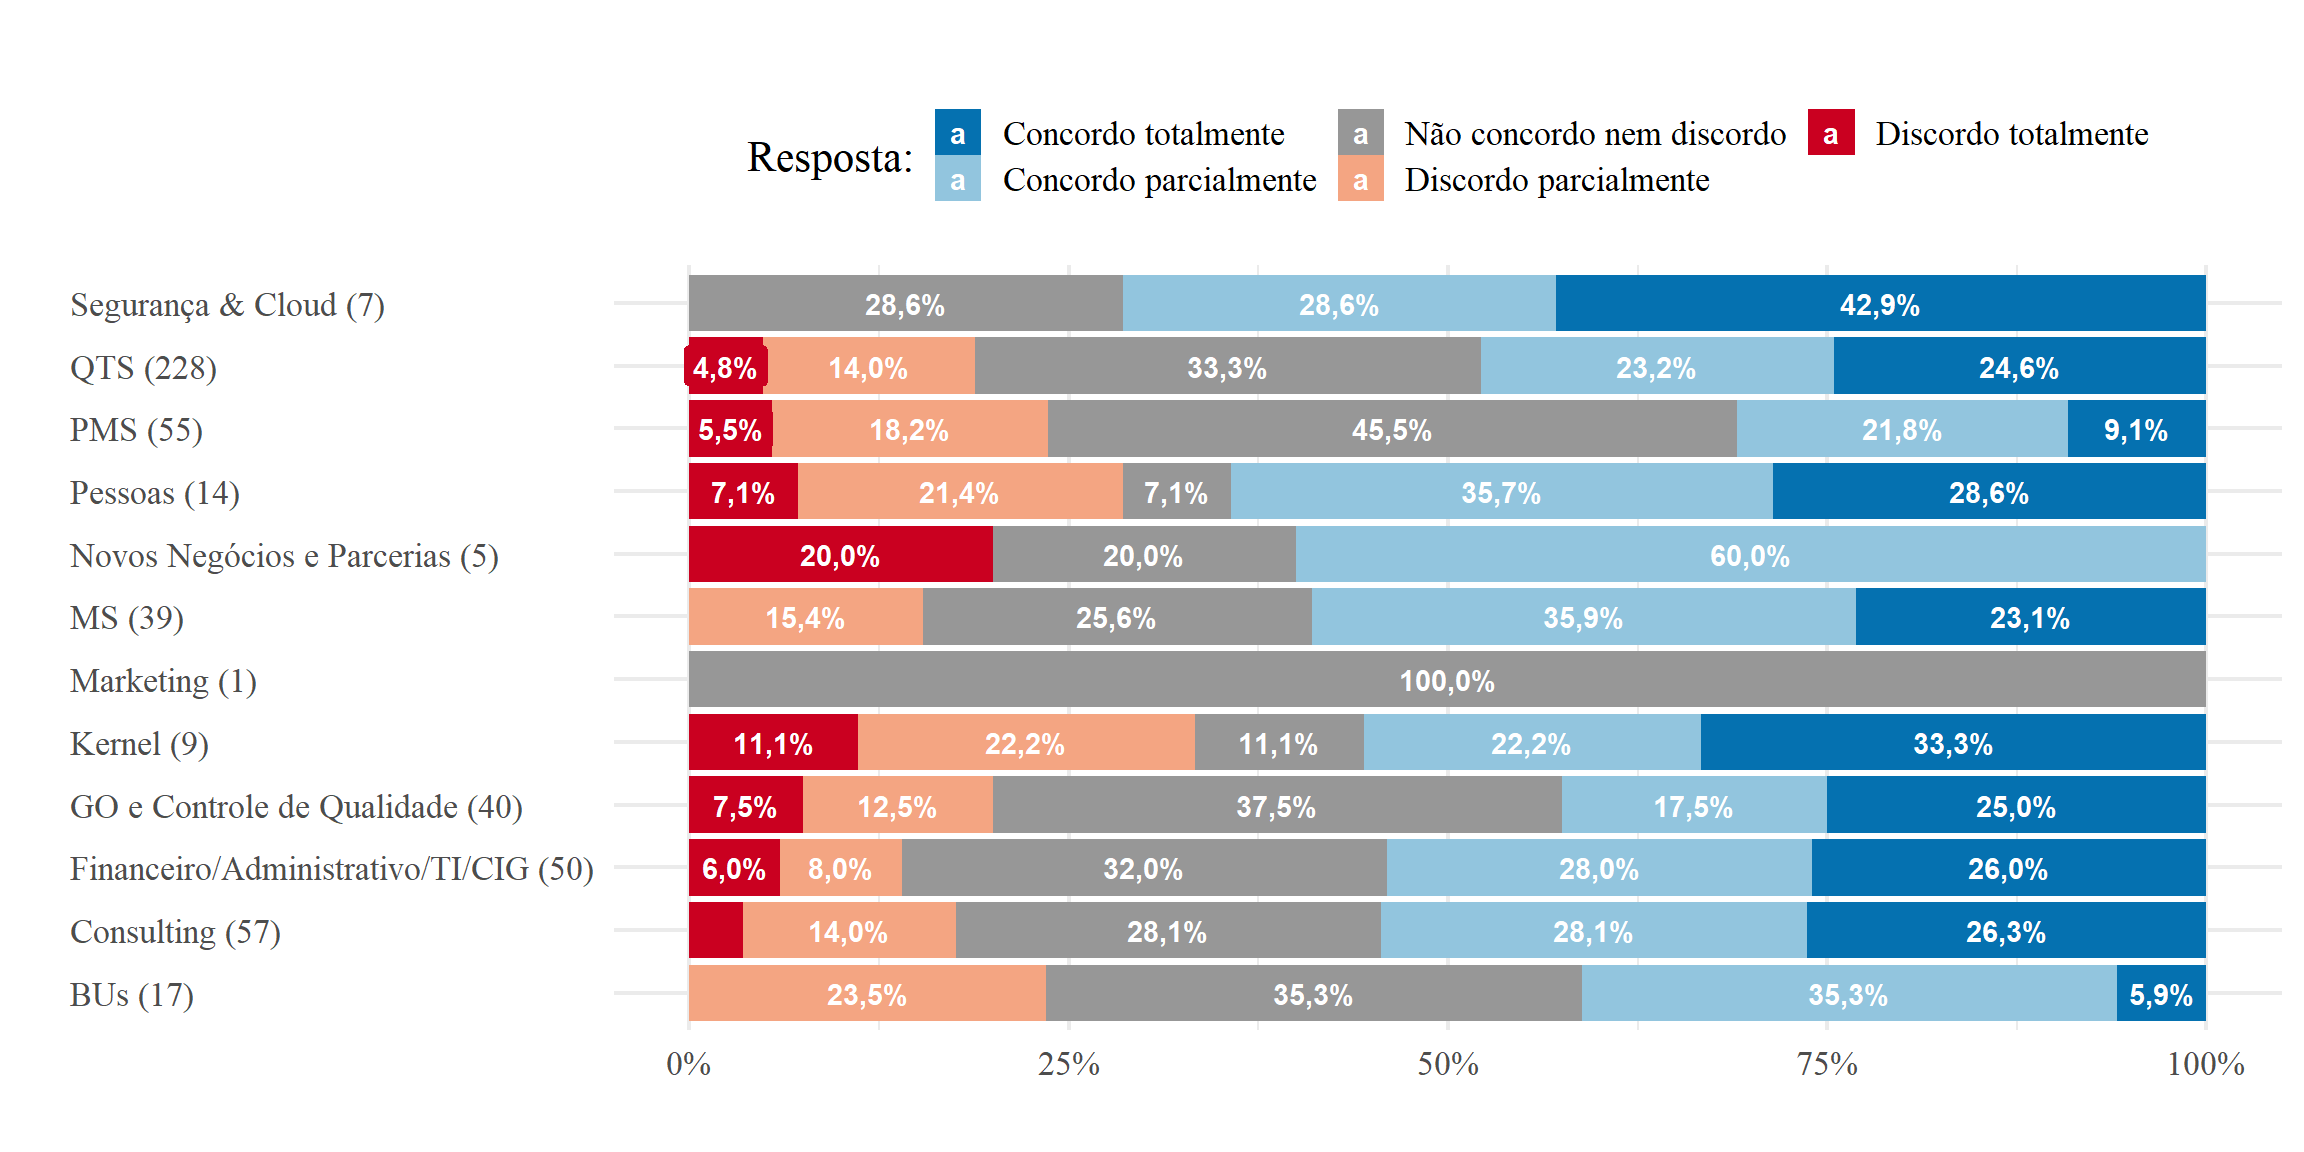 Resposta:
a Concordo totalmente a Não concordo nem discordo a Discordo totalmente
a Concordo parcialmente a Discordo parcialmente
Segurança & Cloud (7) 28,6% 28,6% 42,9%
QTS (228) 4,8% 14,0% 33,3% 23,2% 24,6%
PMS (55) 5,5% 18,2% 45,5% 21,8% 9,1%
Pessoas (14) 7,1% 21,4% 7,1% 35,7% 28,6%
Novos Negócios e Parcerias (5) 20,0% 20,0% 60,0%
MS (39) 15,4% 25,6% 35,9% 23,1%
Marketing (1) 100,0%
Kernel (9) 11,1% 22,2% 11,1% 22,2% 33,3%
GO e Controle de Qualidade (40) 7,5% 12,5% 37,5% 17,5% 25,0%
Financeiro/Administrativo/TI/CIG (50) 6,0% 8,0% 32,0% 28,0% 26,0%
Consulting (57) 14,0% 28,1% 28,1% 26,3%
BUs (17) 23,5% 35,3% 35,3% 5,9%
0% 25% 50% 75% 100%